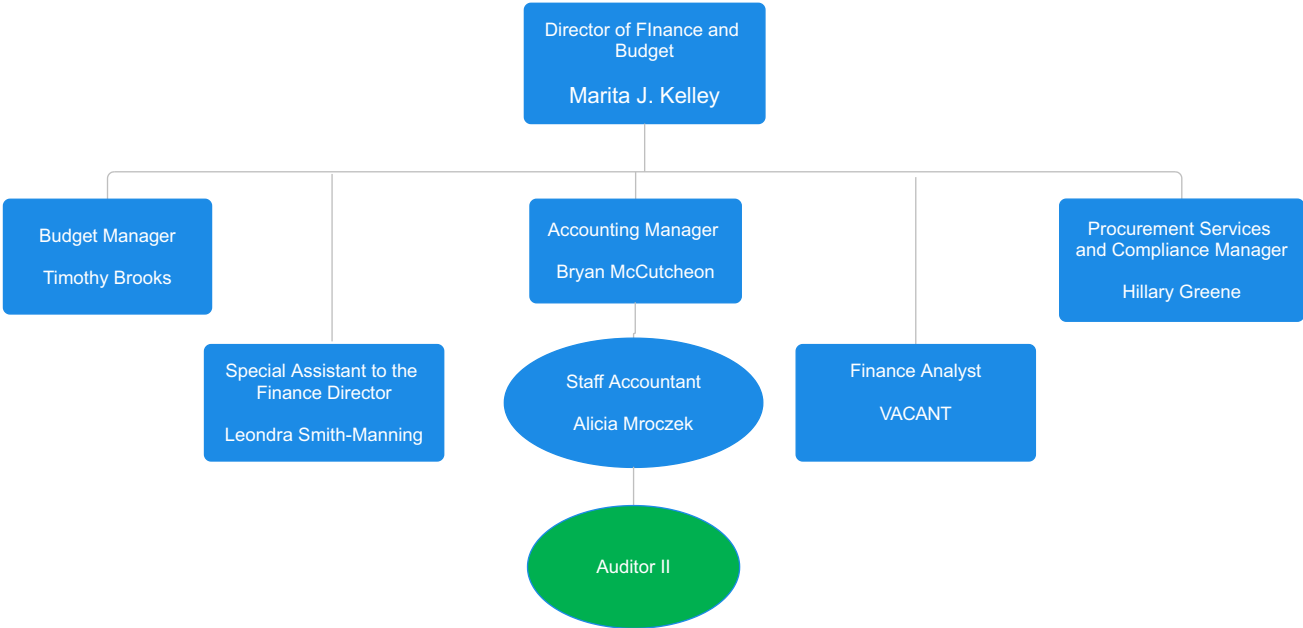 Director of FInance and
Budget
Marita J. Kelley
Budget Manager
Timothy Brooks
Accounting Manager
Bryan McCutcheon
Procurement Services
and Compliance Manager
Hillary Greene
Special Assistant to the
Finance Director
Leondra Smith-Manning
Staff Accountant
Alicia Mroczek
Finance Analyst
VACANT
Auditor II